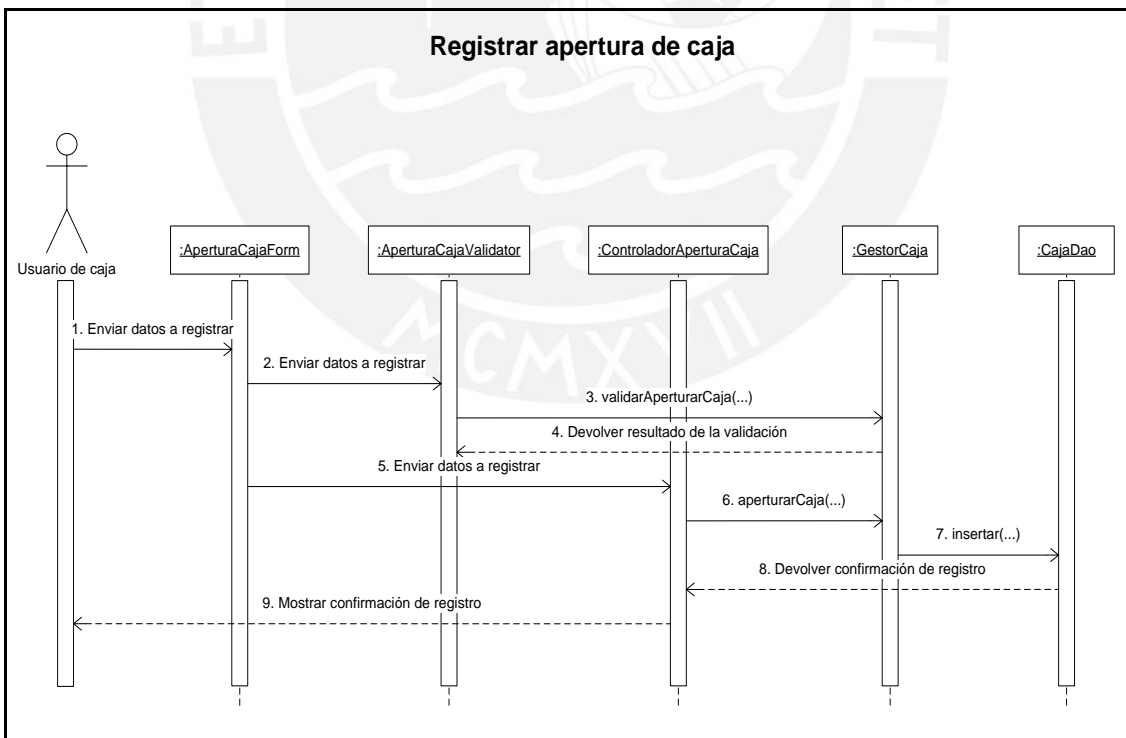 Registrar apertura de caja
Usuario de caja
:AperturaCajaForm
:AperturaCajaValidator
:ControladorAperturaCaja
:GestorCaja
:CajaDao
1. Enviar datos a registrar
2. Enviar datos a registrar
3. validarAperturarCaja(...)
4. Devolver resultado de la validación
5. Enviar datos a registrar
6. aperturarCaja(...)
7. insertar(...)
8. Devolver confirmación de registro
9. Mostrar confirmación de registro
MCMXVII